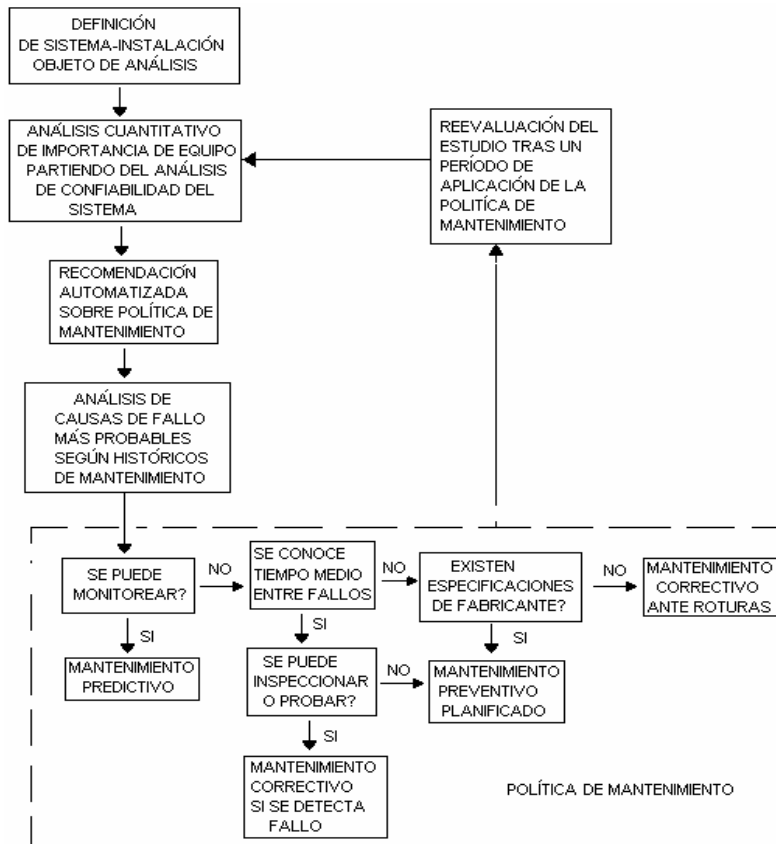 DEFINICIÓN
DE SISTEMA-INSTALACIÓN
OBJETO DE ANÁLISIS
ANÁLISIS CUANTITATIVO
DE IMPORTANCIA DE EQUIPO
PARTIENDO DEL ANÁLISIS
DE CONFIABILIDAD DEL
SISTEMA
REEVALUACIÓN DEL
ESTUDIO TRAS UN
PERÍODO DE
APLICACIÓN DE LA
POLITÍCA DE
MANTENIMIENTO
RECOMENDACIÓN
AUTOMATIZADA
SOBRE POLÍTICA DE
MANTENIMIENTO
ANÁLISIS DE
CAUSAS DE FALLO
MÁS PROBABLES
SEGÚN HISTÓRICOS
DE MANTENIMIENTO
SE PUEDE
MONITOREAR?
NO
SE CONOCE
TIEMPO MEDIO
ENTRE FALLOS
NO
EXISTEN
ESPECIFICACIONES
DE FABRICANTE?
NO
MANTENIMIENTO
CORRECTIVO
ANTE ROTURAS
SI
SI
SI
MANTENIMIENTO
PREDICTIVO
SE PUEDE
INSPECCIONAR
O PROBAR?
NO
MANTENIMIENTO
PREVENTIVO
PLANIFICADO
SI
MANTENIMIENTO
CORRECTIVO
SI SE DETECTA
FALLO
POLÍTICA DE MANTENIMIENTO